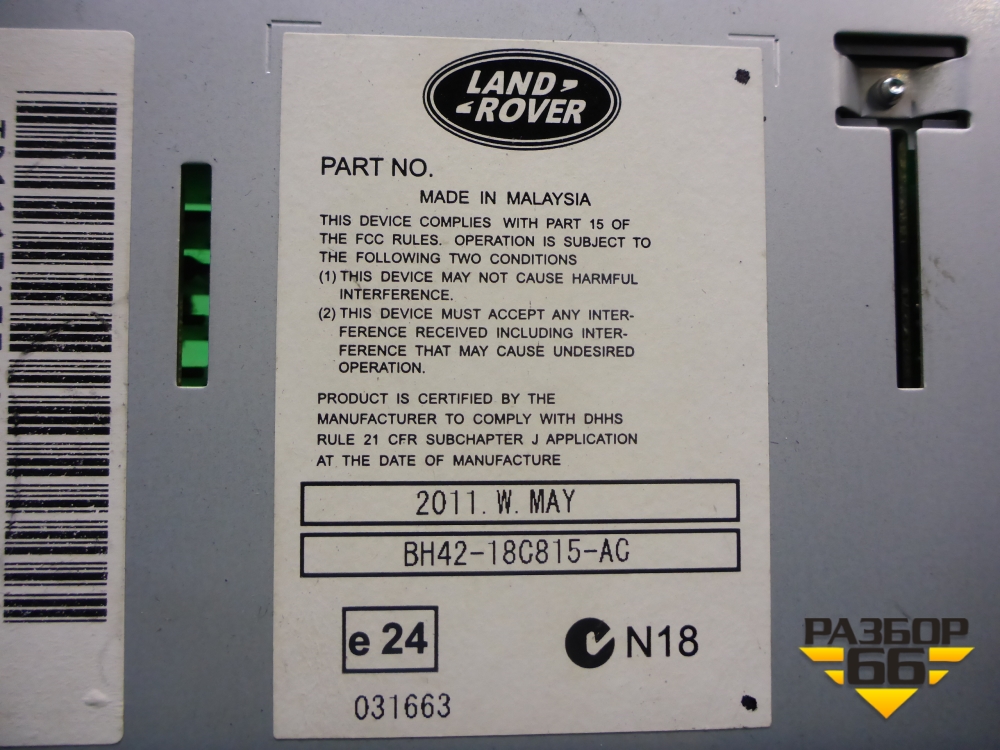 LAND
ROVER
PART NO.
MADE IN MALAYSIA
THIS DEVICE COMPLIES WITH PART 15 OF
THE FCC RULES. OPERATION IS SUBJECT TO
THE FOLLOWING TWO CONDITIONS
(1) THIS DEVICE MAY NOT CAUSE HARMFUL
INTERFERENCE.
(2) THIS DEVICE MUST ACCEPT ANY INTER-
FERENCE RECEIVED INCLUDING INTER-
FERENCE THAT MAY CAUSE UNDESIRED
OPERATION.
PRODUCT IS CERTIFIED BY THE
MANUFACTURER TO COMPLY WITH DHHS
RULE 21 CFR SUBCHAPTER J APPLICATION
AT THE DATE OF MANUFACTURE
2011. W. MAY
BH42-18C815-AC
e 24
N18
031663
РАЗБОР
66